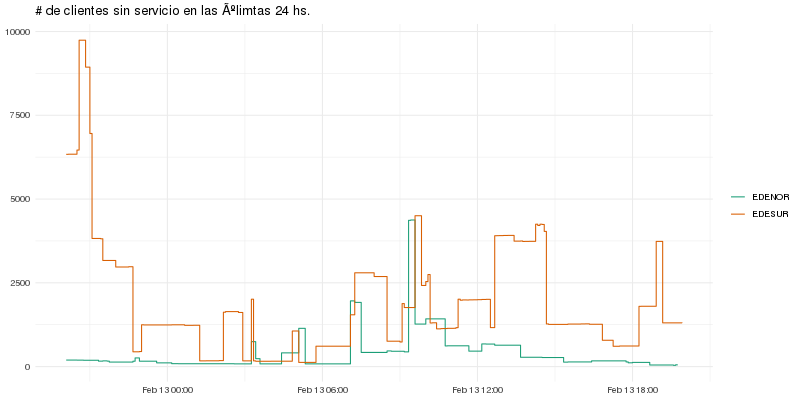 # de clientes sin servicio en las Ãºlimtas 24 hs.
10000
7500
5000
2500
0
Feb 13 00:00
Feb 13 06:00
Feb 13 12:00
Feb 13 18:00
EDENOR
EDESUR